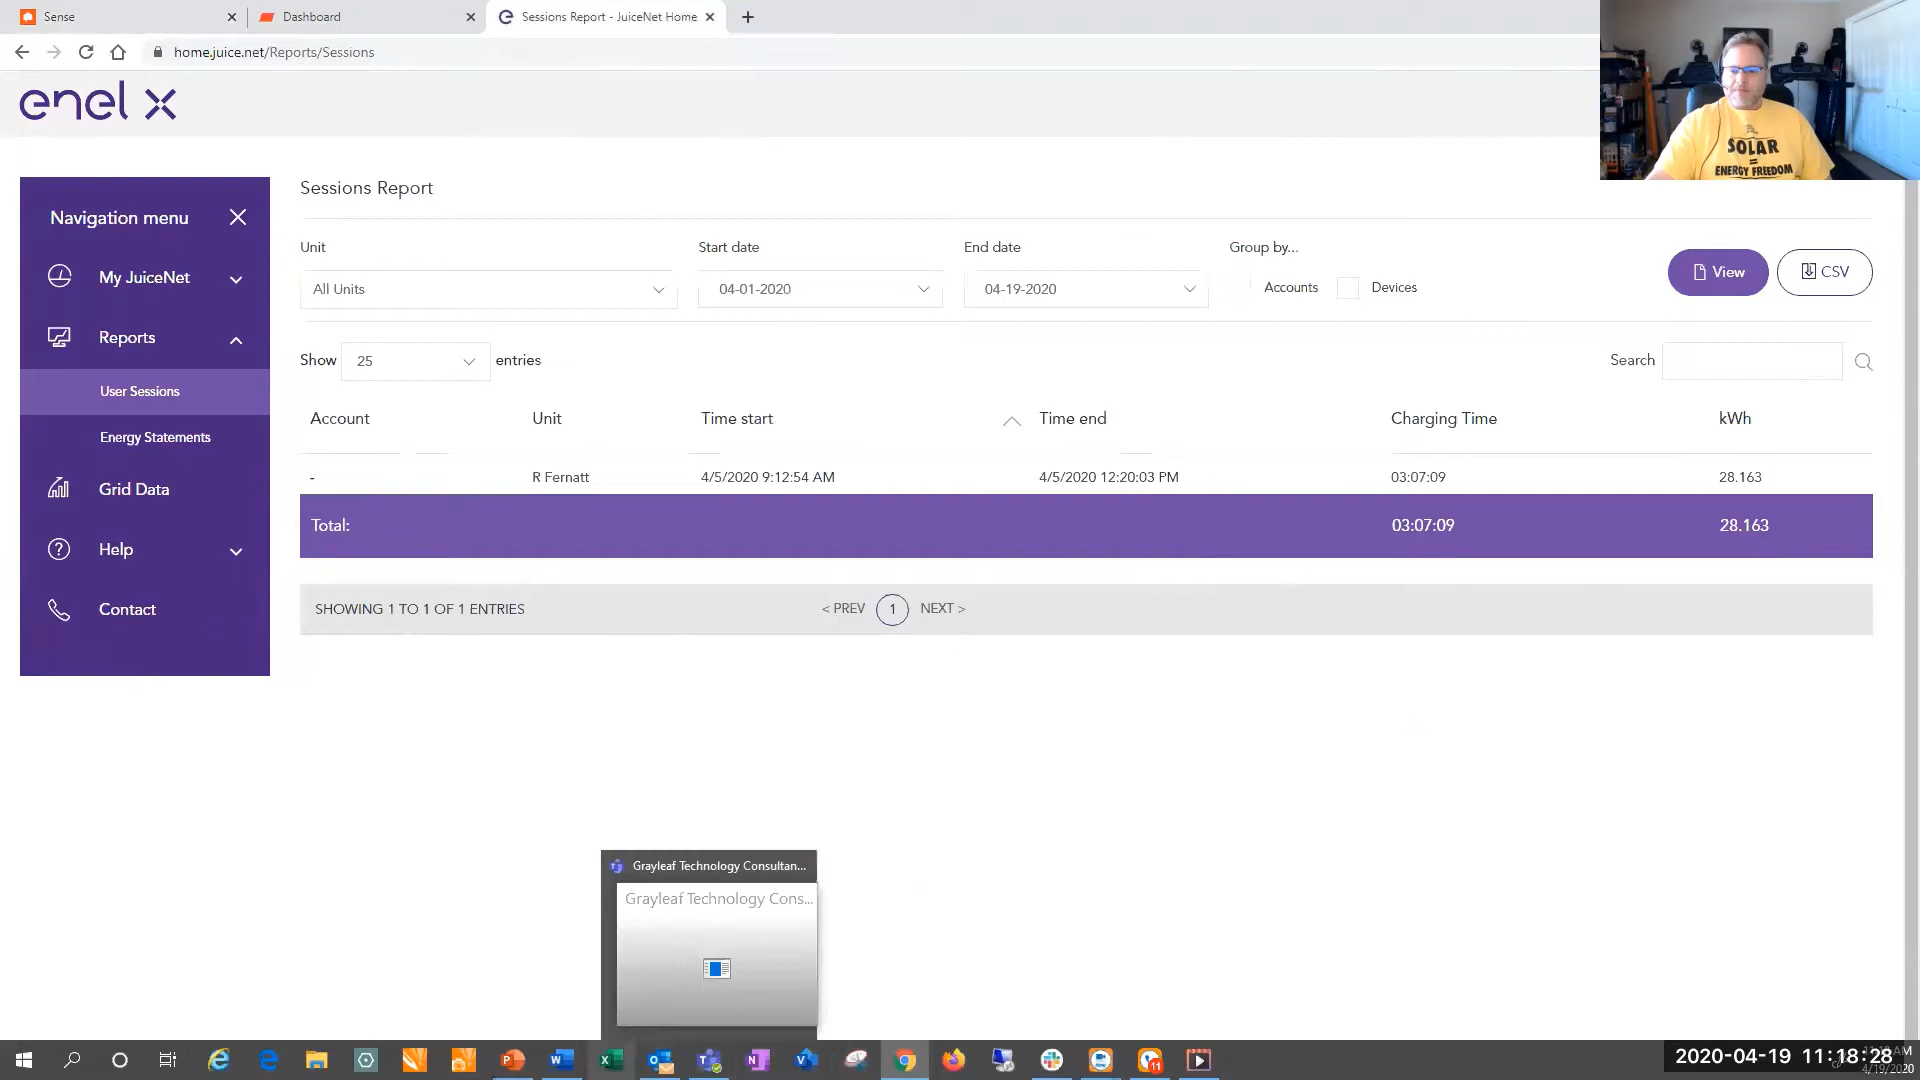 Sense
Dashboard
Sessions Report - JuiceNet Home
home.juice.net/Reports/Sessions
enel x
SOLAR
=
ENERGY FREEDOM
Navigation menu
My JuiceNet
Reports
User Sessions
Energy Statements
Grid Data
Help
Contact
Sessions Report
Unit
Start date
End date
Group by...
All Units
04-01-2020
04-19-2020
Accounts
Devices
View
CSV
Show 25 entries
Search
Account Unit Time start Time end Charging Time kWh
- R Fernatt 4/5/2020 9:12:54 AM 4/5/2020 12:20:03 PM 03:07:09 28.163
Total: 03:07:09 28.163
SHOWING 1 TO 1 OF 1 ENTRIES
< PREV 1 NEXT >
Grayleaf Technology Consultan...
Grayleaf Technology Cons...
11
2020-04-19 11:18:28
4/19/2020